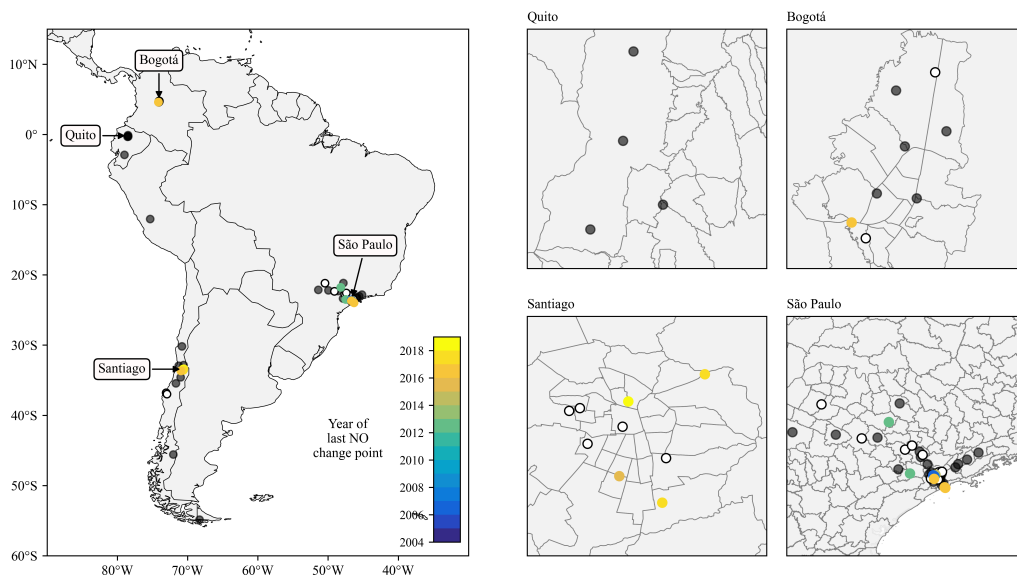 Quito
Bogotá
10°N
Bogotá
0°
Quito
10°S
São Paulo
20°S
Santiago
São Paulo
30°S
2018
Santiago
2016
2014
40°S
Year of
last NO
change point
2012
2010
2008
50°S
2006
2004
60°S
80°W
70°W
60°W
50°W
40°W